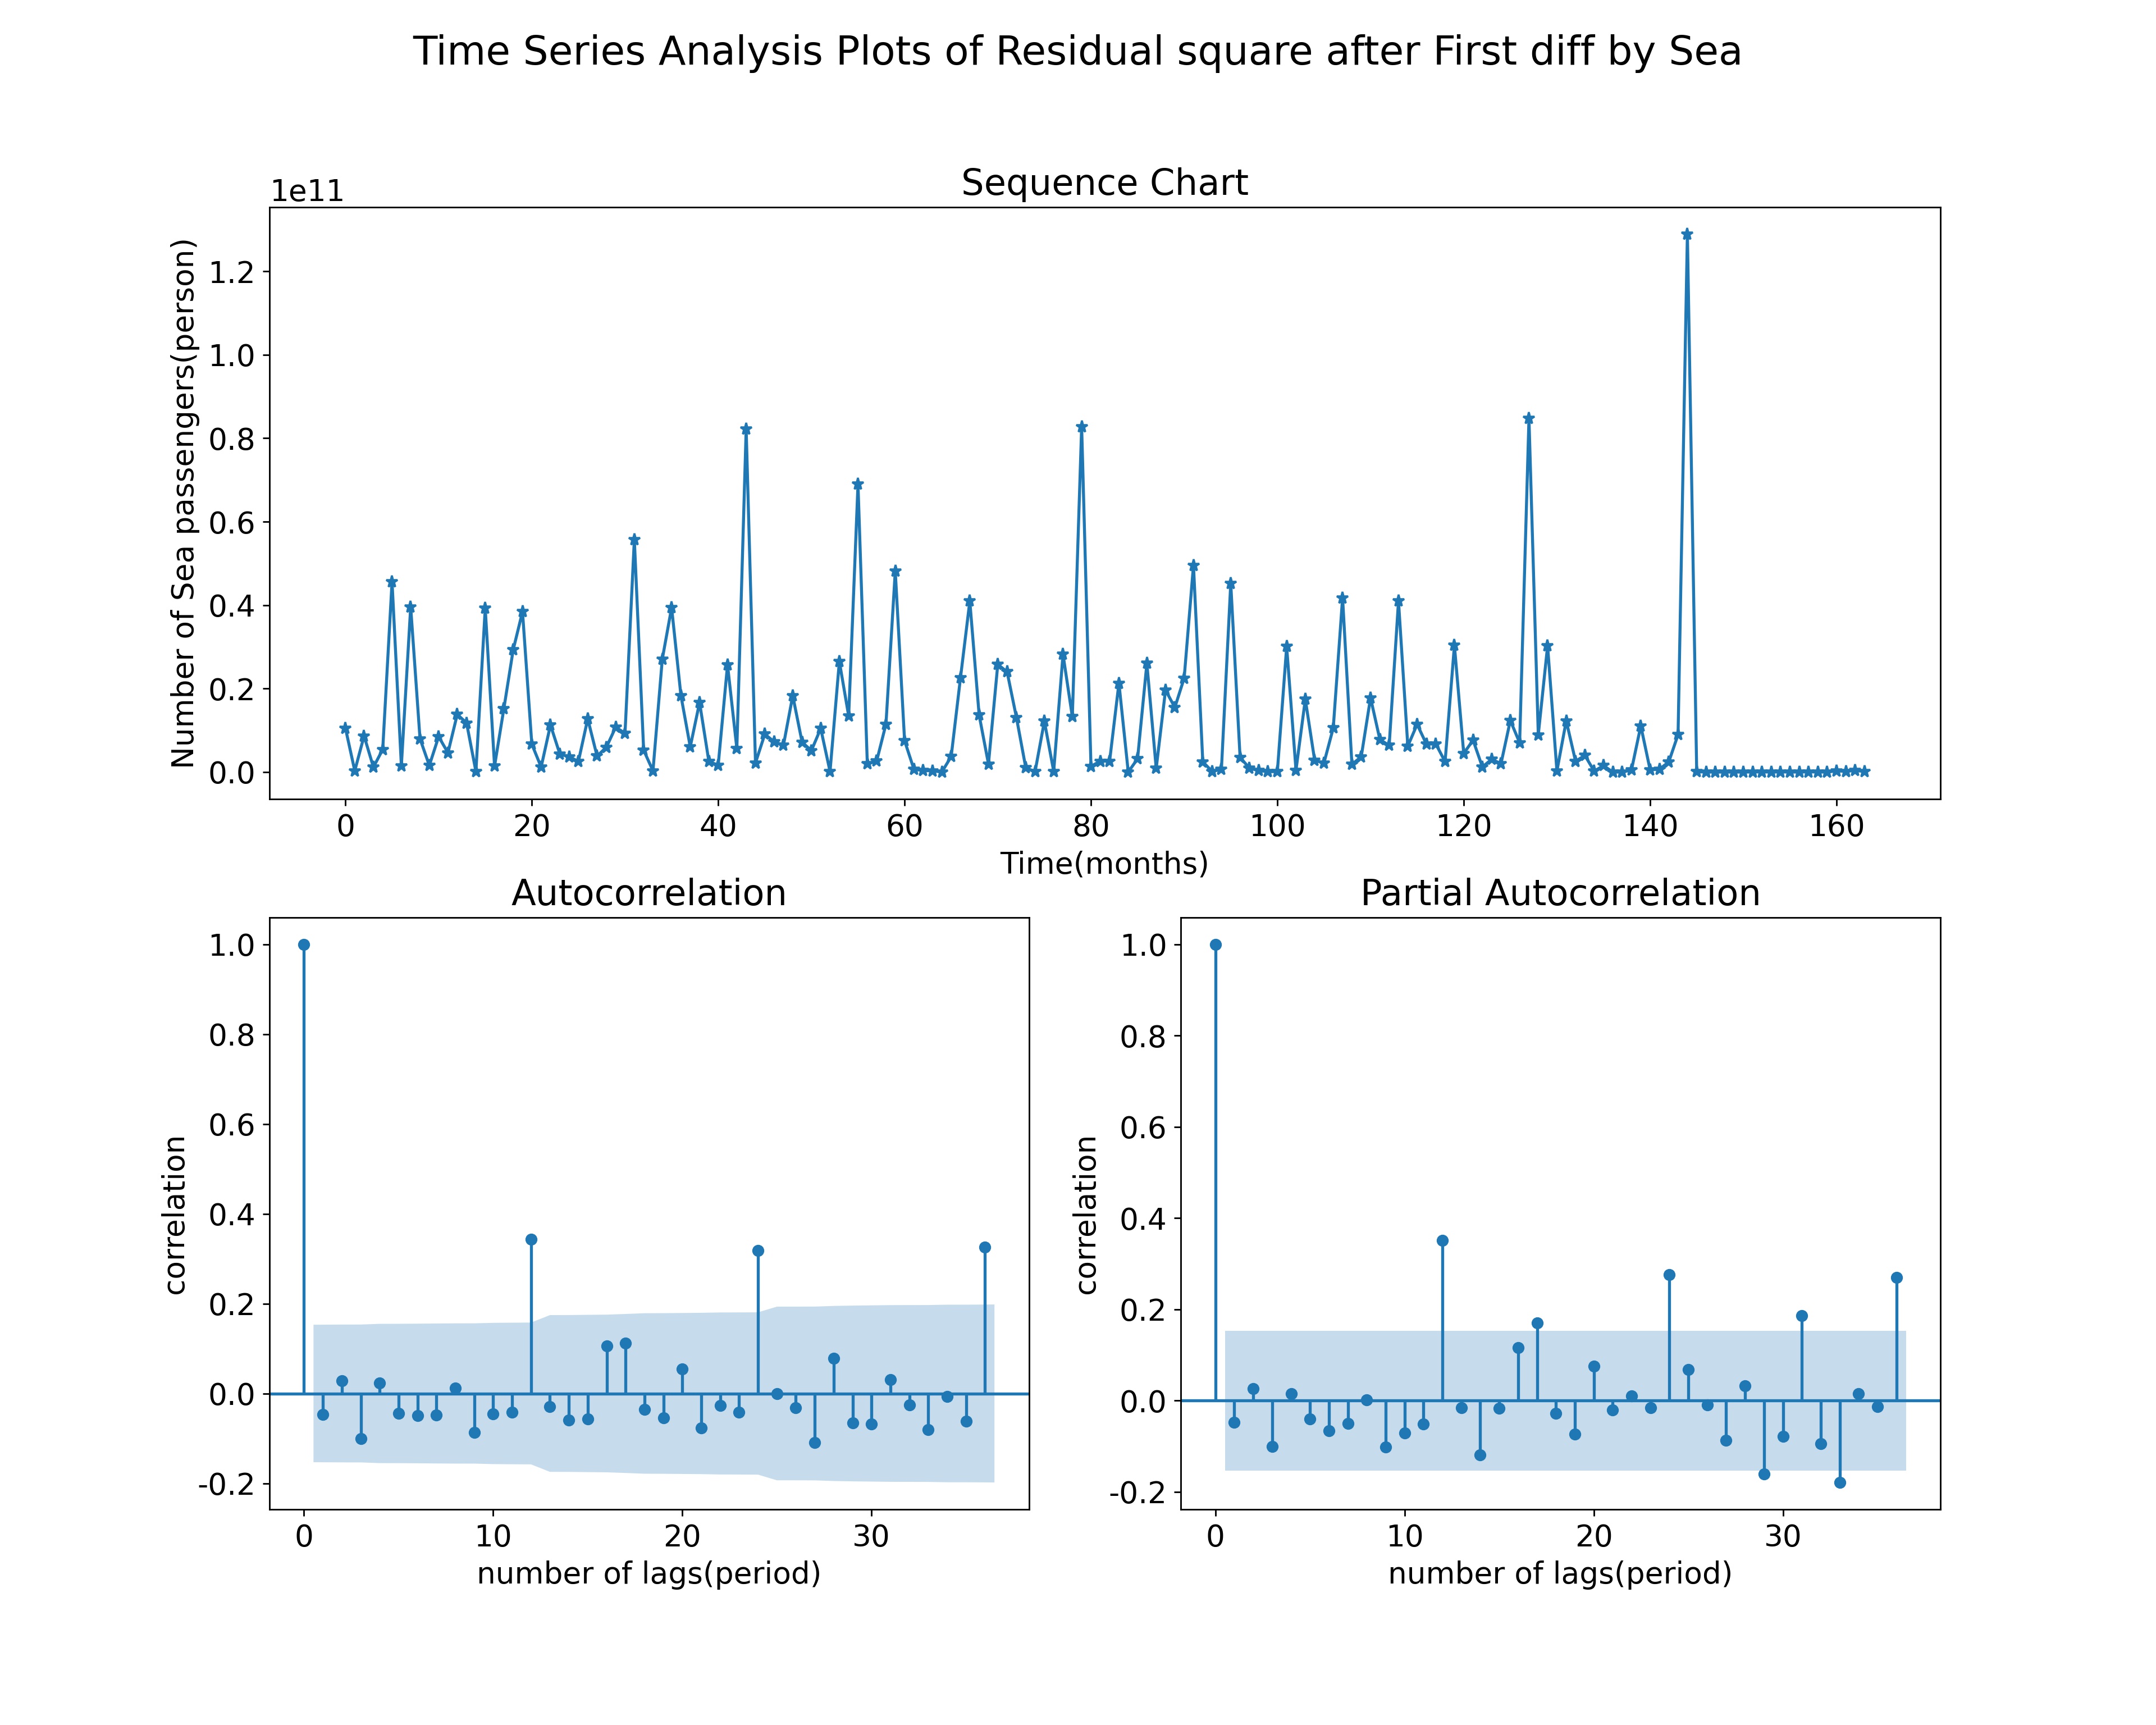 Time Series Analysis Plots of Residual square after First diff by Sea
Sequence Chart
1e11
Number of Sea passengers(person)
1.2
1.0
0.8
0.6
0.4
0.2
0.0
0 20 40 60 80 100 120 140 160
Time(months)
Autocorrelation
correlation
1.0
0.8
0.6
0.4
0.2
0.0
-0.2
0 10 20 30
number of lags(period)
Partial Autocorrelation
correlation
1.0
0.8
0.6
0.4
0.2
0.0
-0.2
0 10 20 30
number of lags(period)